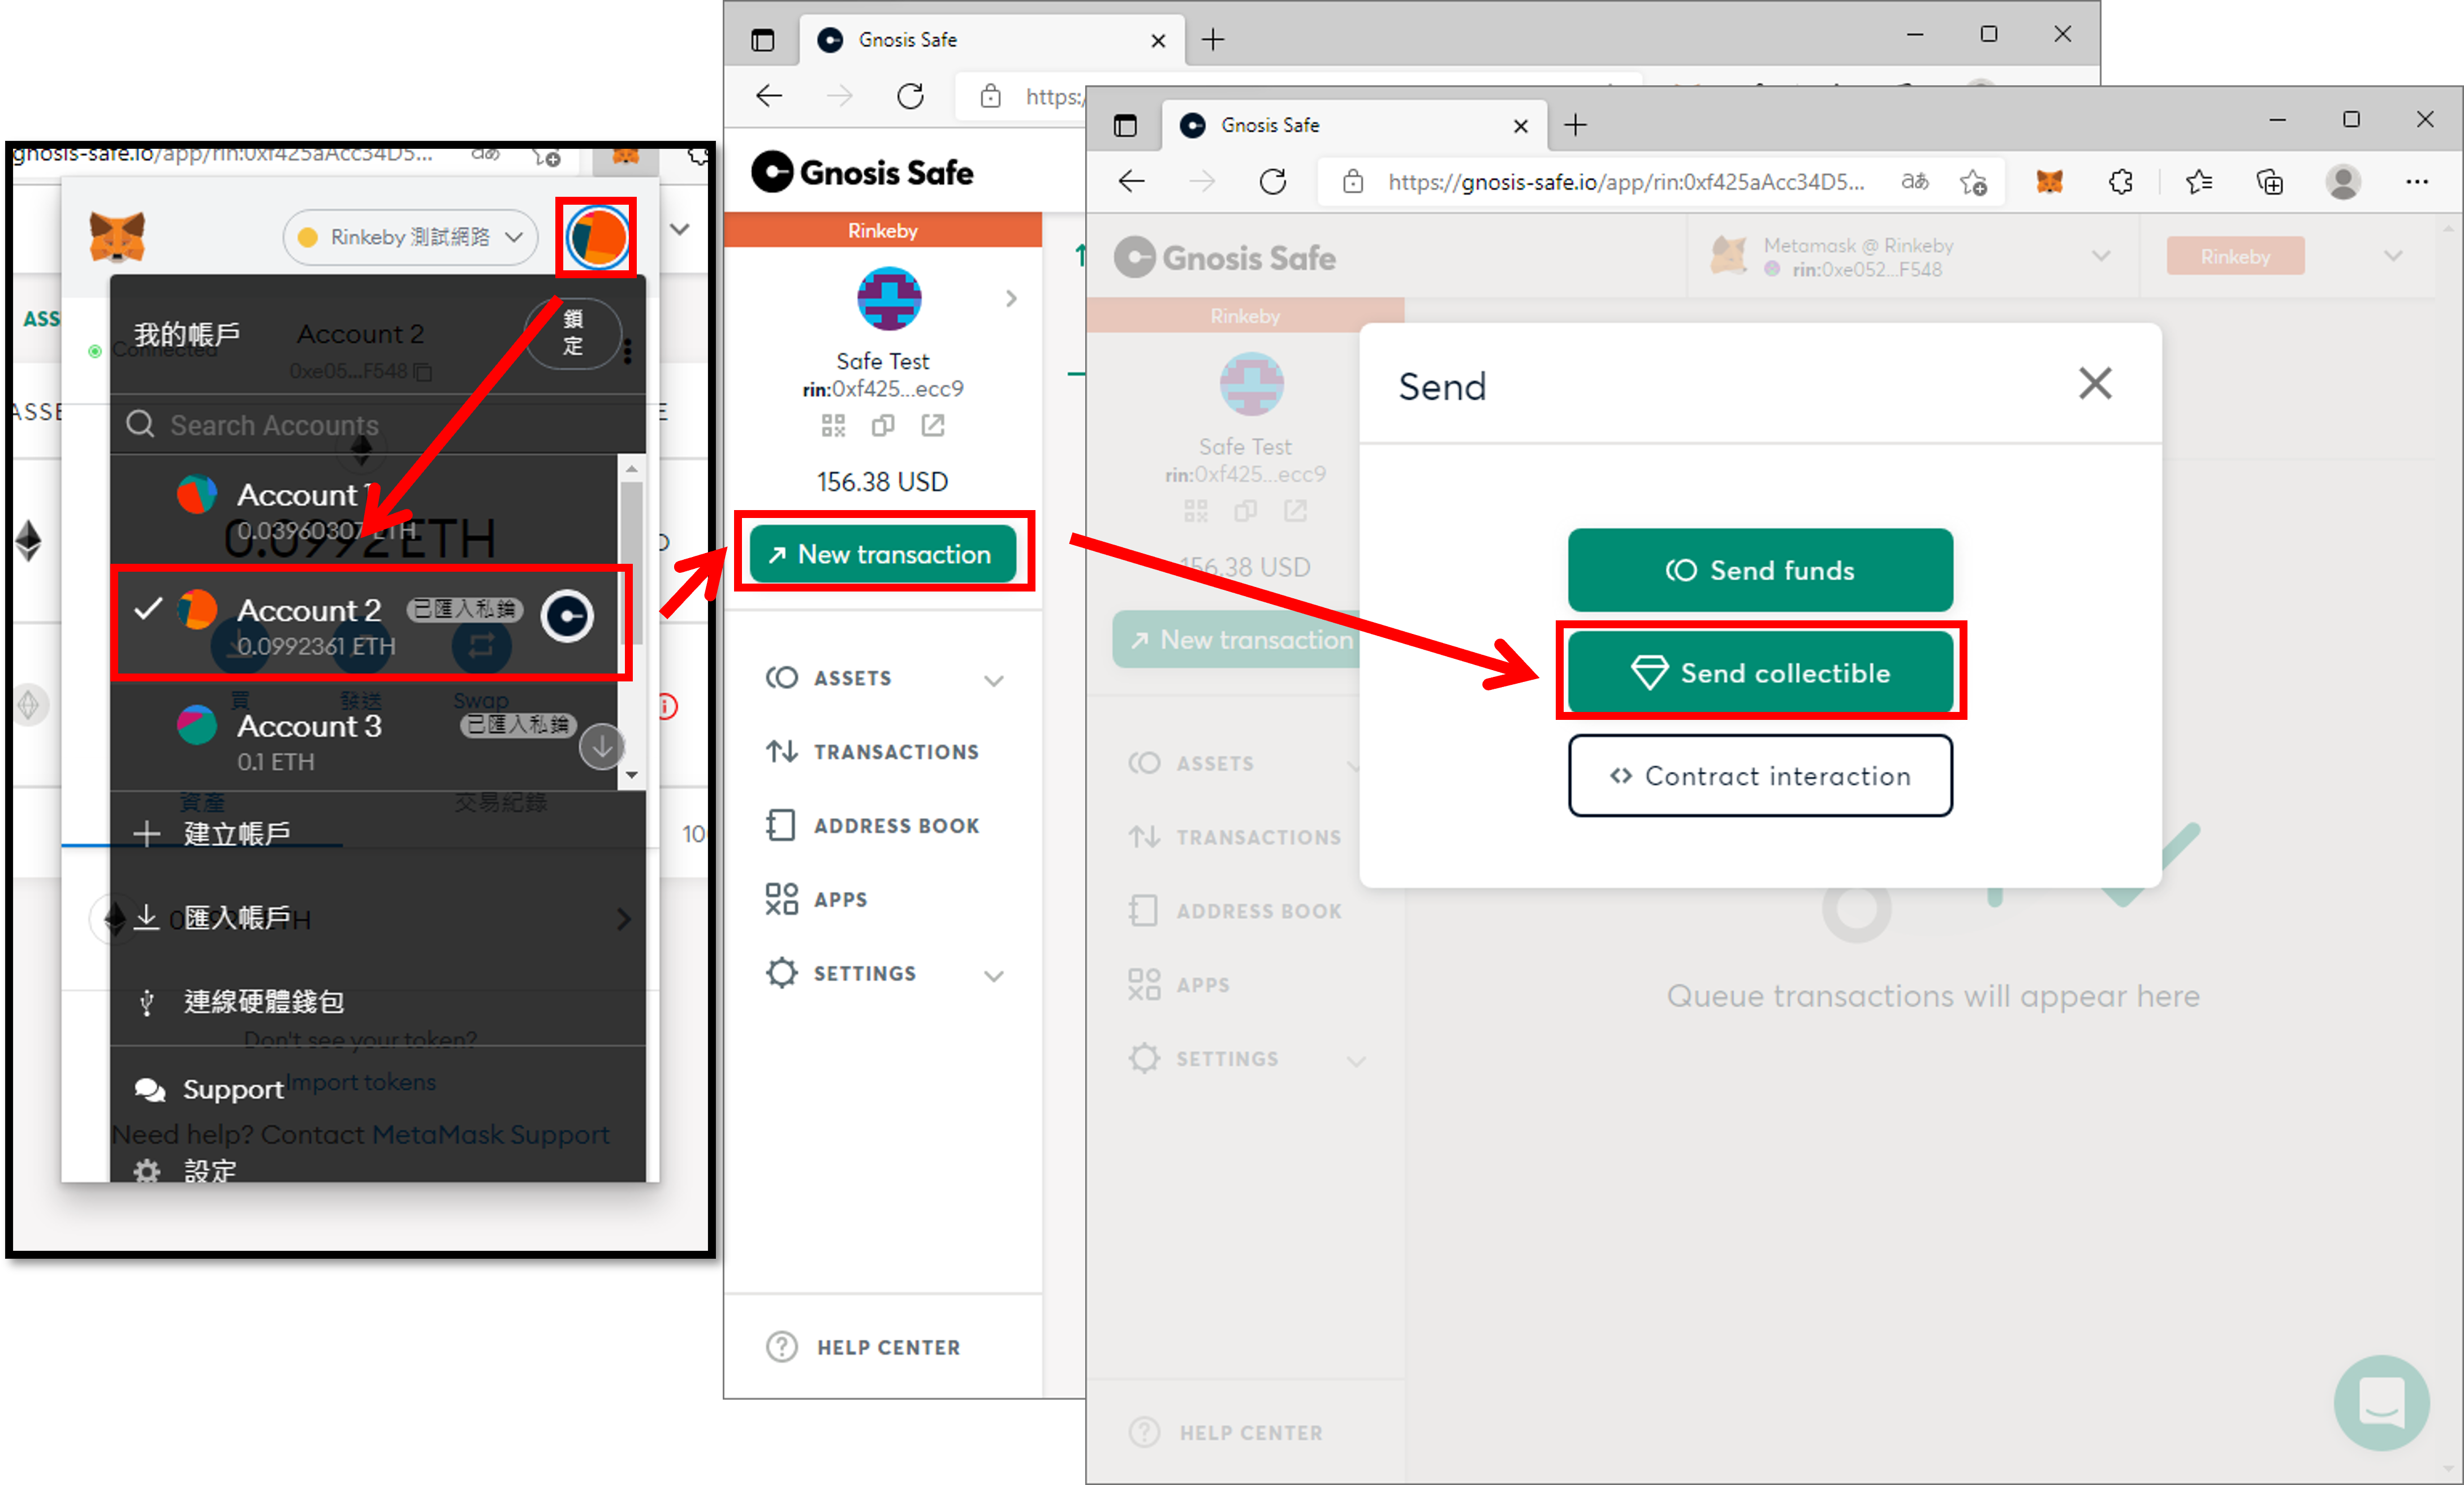 gnosis-safe.io/app/rin:0xf425aAcc34D5...
Rinkeby 測試網路
ASS
我的帳戶
Account 2
鎖定
Connected
0xe05...F548
ASSE
Search Accounts
Account 1
0.03960307 ETH
0.0992 ETH
Account 2
已匯入私鑰
0.0992361 ETH
買
發送
Swap
Account 3
已匯入私鑰
0.1 ETH
資產
交易紀錄
建立帳戶
10
匯入帳戶
連線硬體錢包
Don't see your token?
Support
Import tokens
Need help? Contact MetaMask Support
設定
Gnosis Safe
https:/
Gnosis Safe
Rinkeby
Safe Test
rin:0xf425...ecc9
156.38 USD
New transaction
ASSETS
TRANSACTIONS
ADDRESS BOOK
APPS
SETTINGS
HELP CENTER
Gnosis Safe
https://gnosis-safe.io/app/rin:0xf425aAcc34D5...
aあ
Gnosis Safe
Metamask @ Rinkeby
rin:0xe052...F548
Rinkeby
Rinkeby
Safe Test
rin:0xf425...ecc9
156.38 USD
New transaction
ASSETS
TRANSACTIONS
ADDRESS BOOK
APPS
SETTINGS
HELP CENTER
Send
Send funds
Send collectible
Contract interaction
Queue transactions will appear here